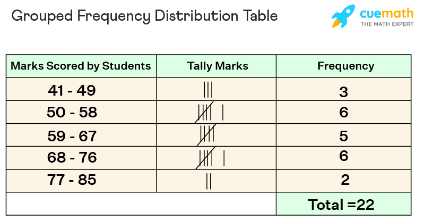 Grouped Frequency Distribution Table
cuemath
THE MATH EXPERT
Marks Scored by Students Tally Marks Frequency
41 - 49 3
50 - 58 6
59 - 67 5
68 - 76 6
77 - 85 2
Total =22